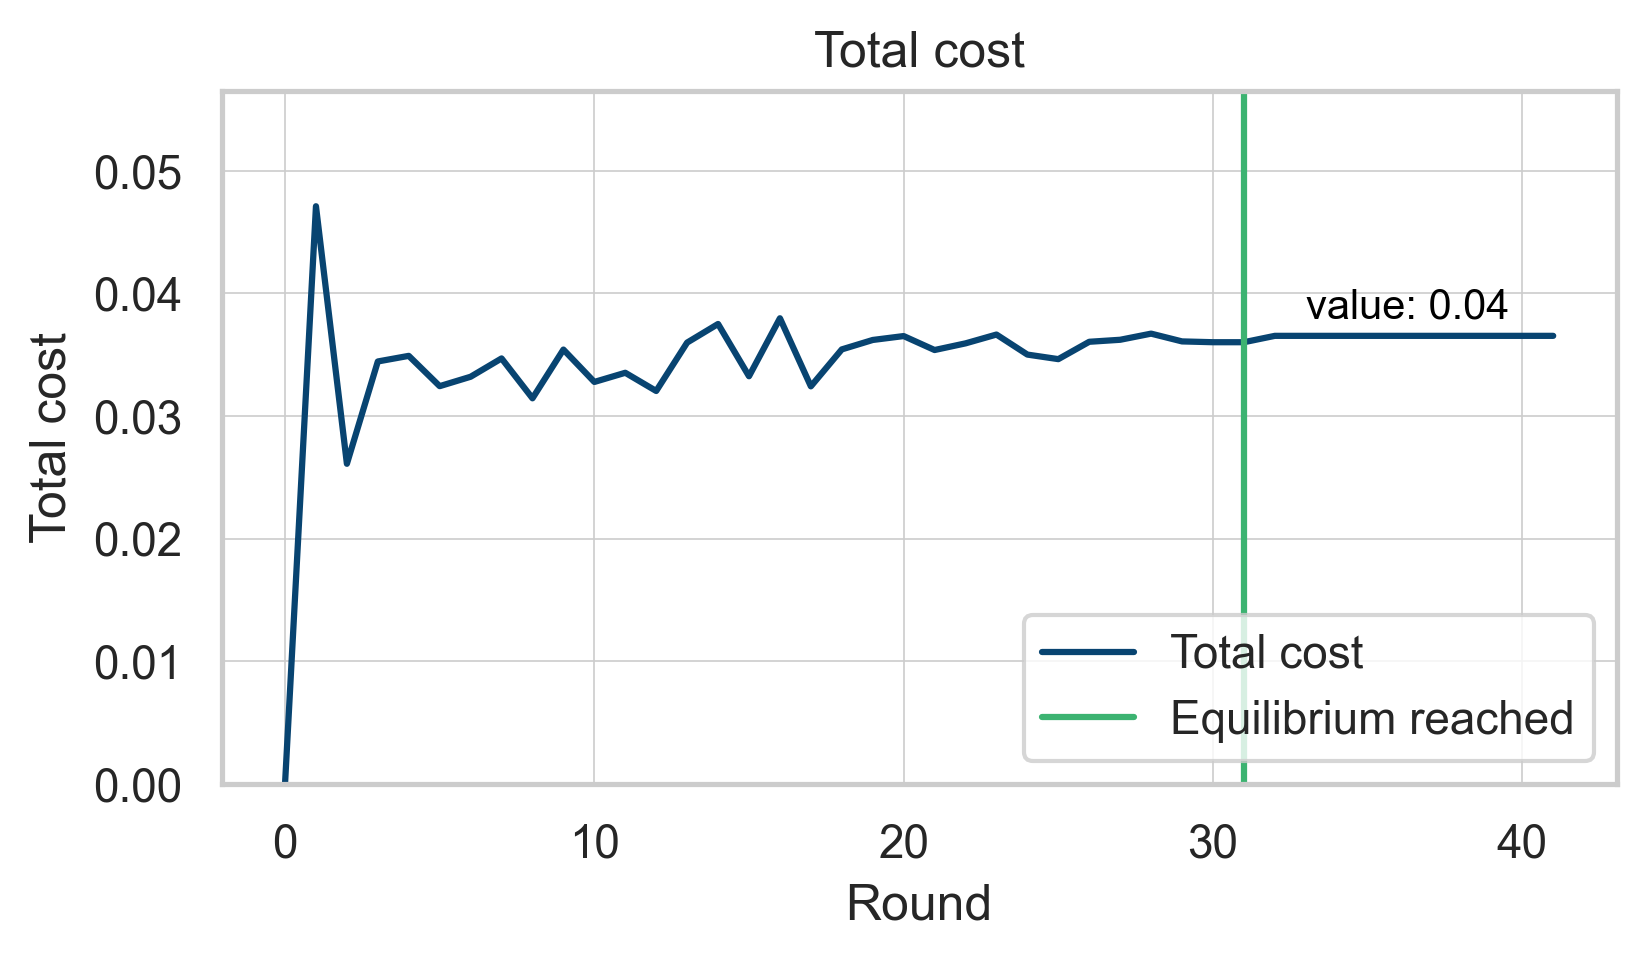 Total cost
0.05
0.04
0.03
0.02
0.01
0.00
Total cost
value: 0.04
Total cost
Equilibrium reached
0 10 20 30 40
Round